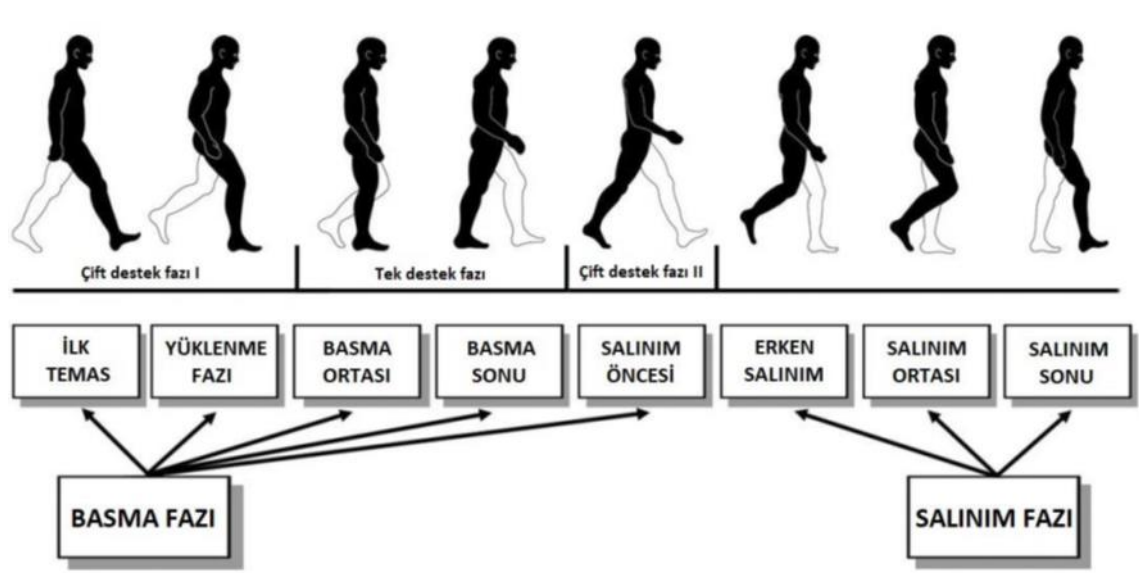 Çift destek fazı I
Tek destek fazı
Çift destek fazı II
İLK
TEMAS
YÜKLENME
FAZI
BASMA
ORTASI
BASMA
SONU
SALINIM
ÖNCESİ
ERKEN
SALINIM
SALINIM
ORTASI
SALINIM
SONU
BASMA FAZI
SALINIM FAZI